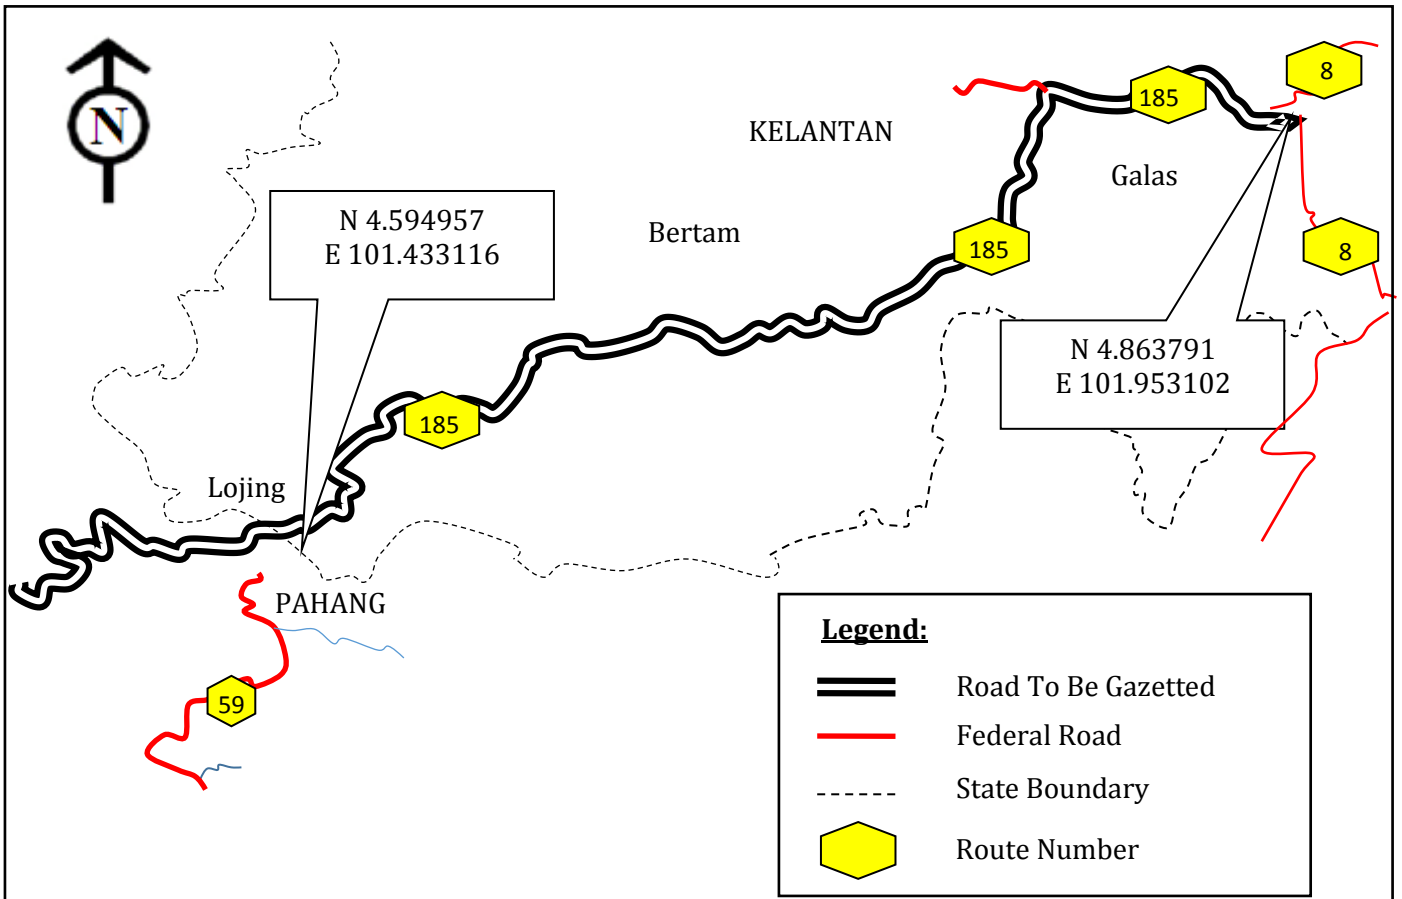 8
185
N
KELANTAN
Galas
N 4.594957
E 101.433116
Bertam
185
8
N 4.863791
E 101.953102
185
Lojing
PAHANG
59
Legend:
Road To Be Gazetted
Federal Road
State Boundary
Route Number